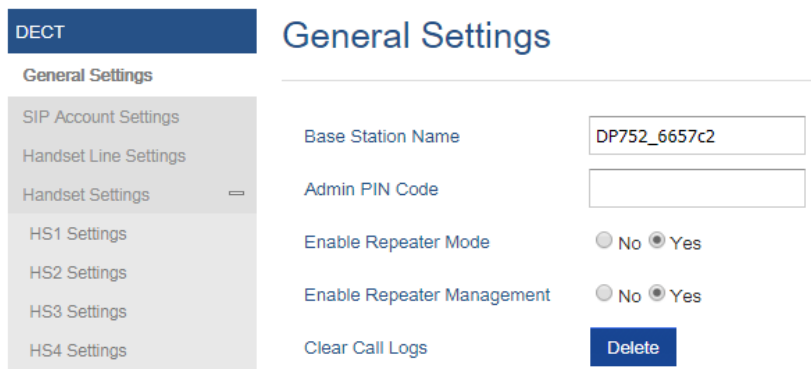 DECT
General Settings
SIP Account Settings
Handset Line Settings
Handset Settings
HS1 Settings
HS2 Settings
HS3 Settings
HS4 Settings
General Settings
Base Station Name DP752_6657c2
Admin PIN Code
Enable Repeater Mode No Yes
Enable Repeater Management No Yes
Clear Call Logs Delete